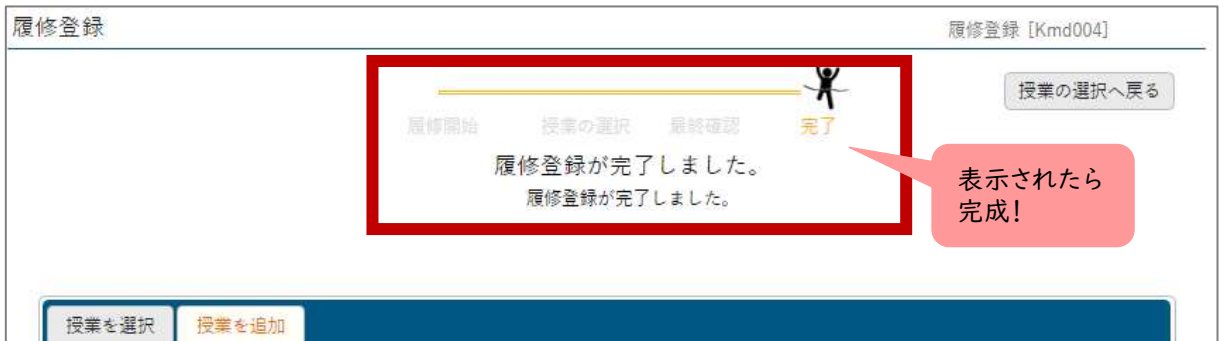 履修登録
履修登録 [Kmd004]
授業の選択へ戻る
履修開始 授業の選択 最終確認 完了
履修登録が完了しました。
履修登録が完了しました。
表示されたら
完成!
授業を選択 授業を追加